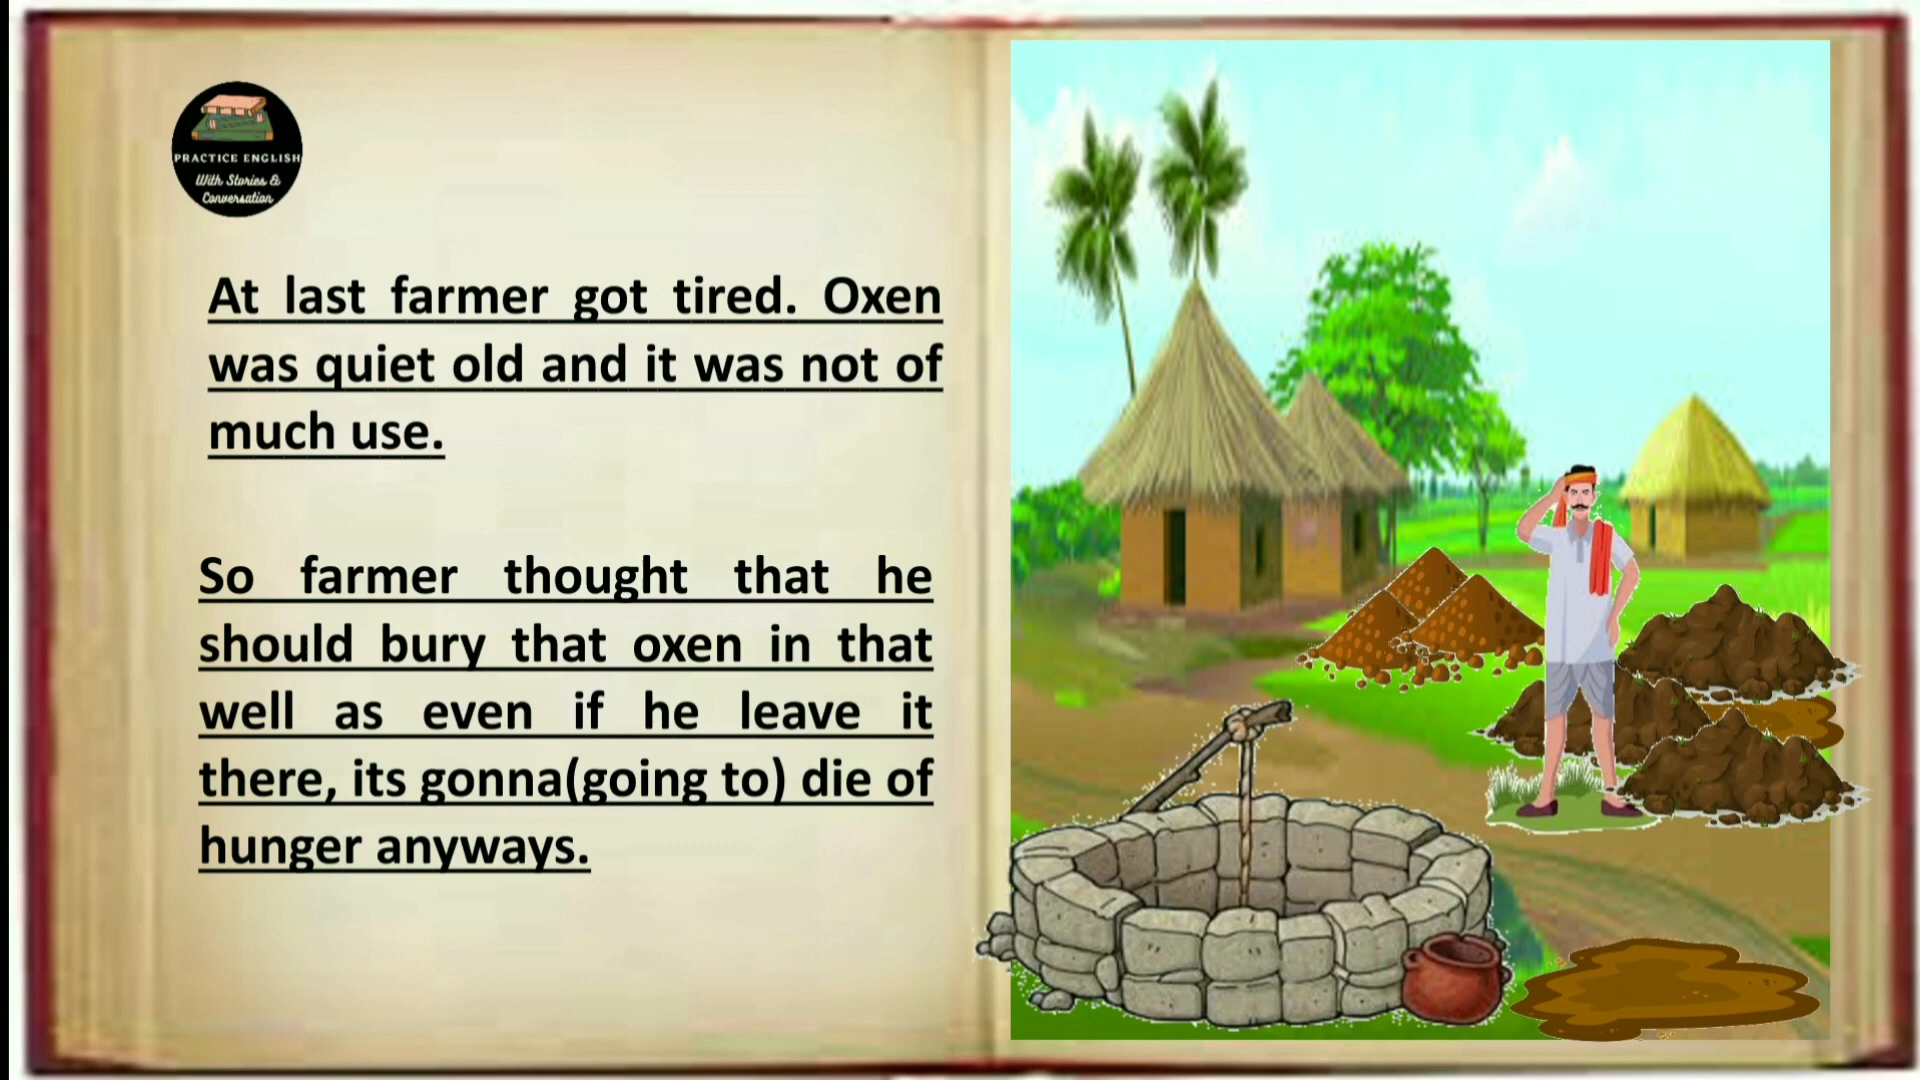 PRACTICE ENGLISH
With Stories &
Conversation
At last farmer got tired. Oxen
was quiet old and it was not of
much use.
So farmer thought that he
should bury that oxen in that
well as even if he leave it
there, its gonna(going to) die of
hunger anyways.